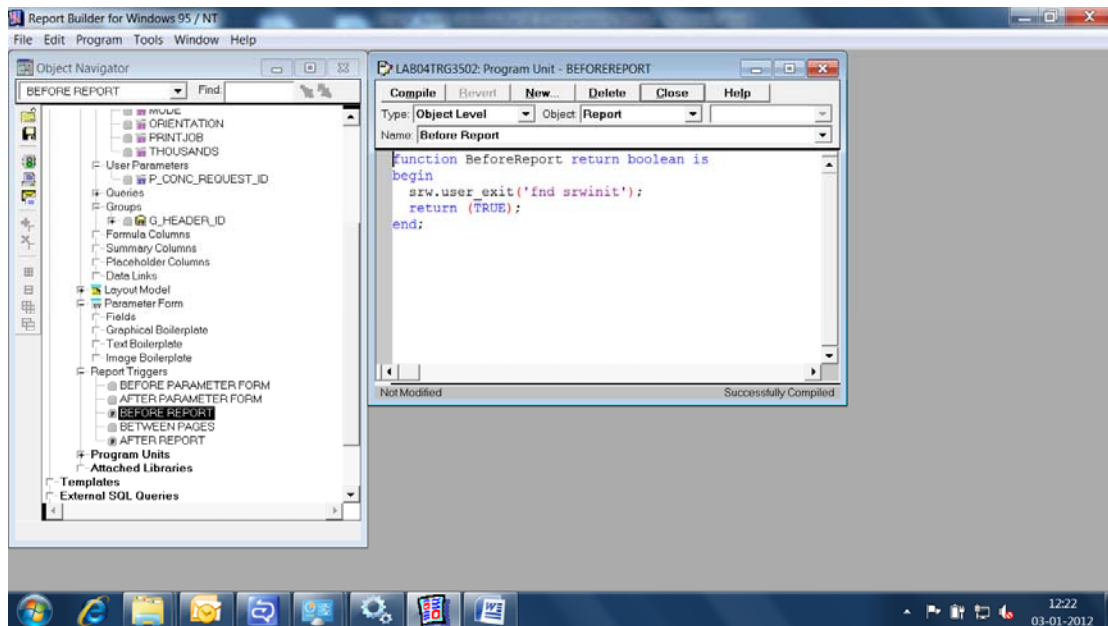 Report Builder for Windows 95 / NT
File Edit Program Tools Window Help
Object Navigator
BEFORE REPORT Find:
MODE
ORIENTATION
PRINTJOB
THOUSANDS
User Parameters
P_CONC_REQUEST_ID
Queries
Groups
G_HEADER_ID
Formula Columns
Summary Columns
Placeholder Columns
Data Links
Layout Model
Parameter Form
Fields
Graphical Boilerplate
Text Boilerplate
Image Boilerplate
Report Triggers
BEFORE PARAMETER FORM
AFTER PARAMETER FORM
BEFORE REPORT
BETWEEN PAGES
AFTER REPORT
Program Units
Attached Libraries
Templates
External SQL Queries
LAB04TRG3502: Program Unit - BEFOREREPORT
Compile Revert New... Delete Close Help
Type: Object Level Object: Report
Name: Before Report
function BeforeReport return boolean is
begin
srw.user_exit('fnd srwinit');
return (TRUE);
end;
Not Modified Successfully Compiled
12:22
03-01-2012